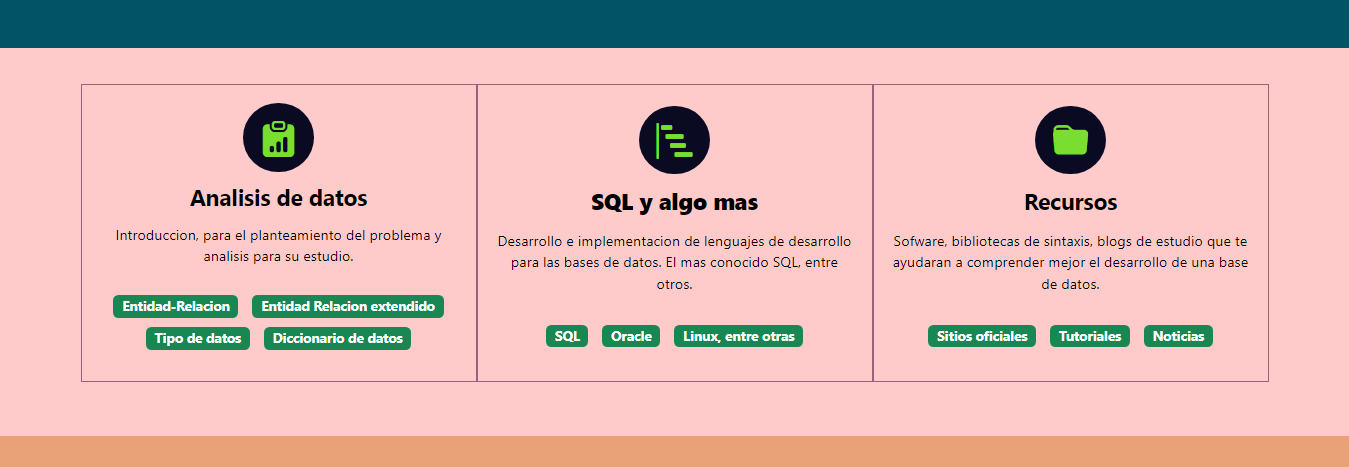 Analisis de datos
Introduccion, para el planteamiento del problema y
analisis para su estudio.
Entidad-Relacion
Entidad Relacion extendido
Tipo de datos
Diccionario de datos
SQL y algo mas
Desarrollo e implementacion de lenguajes de desarrollo
para las bases de datos. El mas conocido SQL, entre
otros.
SQL
Oracle
Linux, entre otras
Recursos
Sofware, bibliotecas de sintaxis, blogs de estudio que te
ayudaran a comprender mejor el desarrollo de una base
de datos.
Sitios oficiales
Tutoriales
Noticias